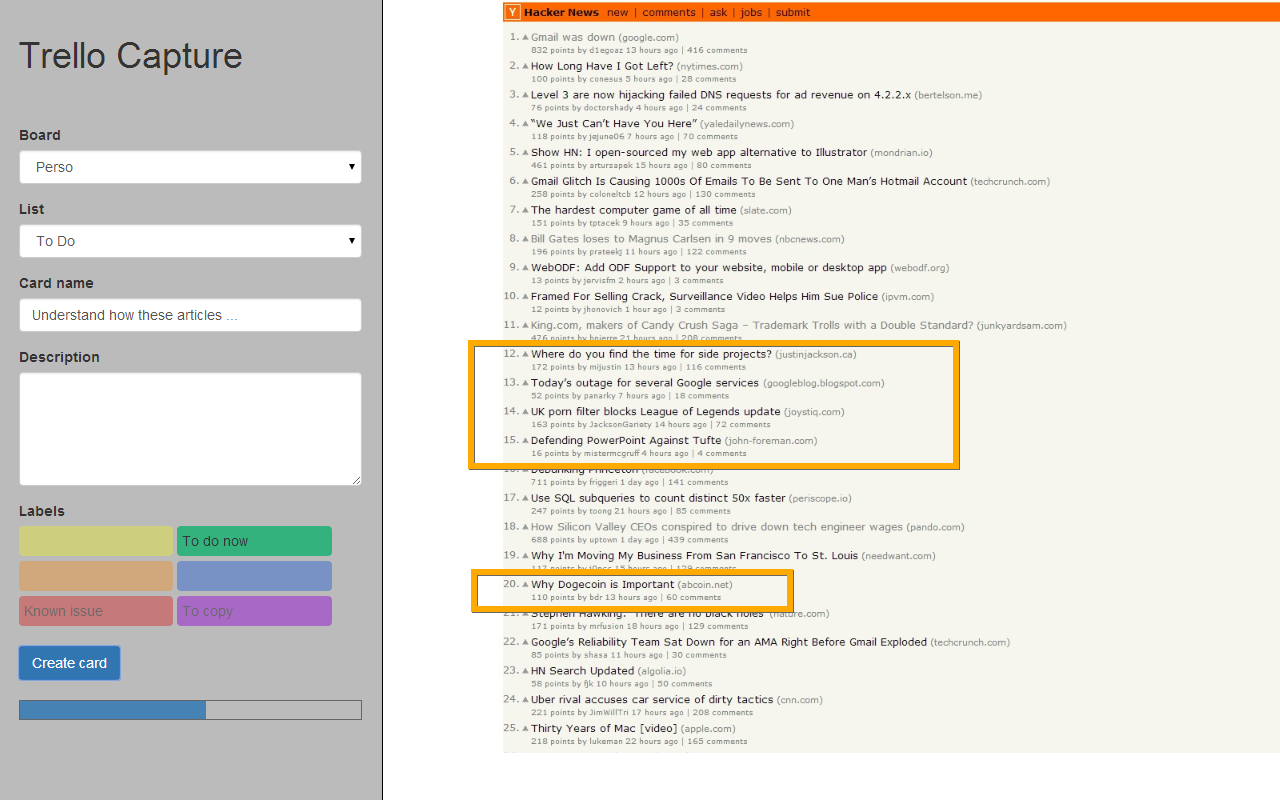 Trello Capture
Board
Perso
List
To Do
Card name
Understand how these articles ...
Description
Labels
To do now
Known issue
To copy
Create card
Y Hacker News new | comments | ask | jobs | submit
1. Gmail was down (google.com)
832 points by d1egoaz 13 hours ago | 416 comments
2. How Long Have I Got Left? (nytimes.com)
100 points by conesus 5 hours ago | 28 comments
3. Level 3 are now hijacking failed DNS requests for ad revenue on 4.2.2.x (bertelson.me)
76 points by doctorshady 4 hours ago | 24 comments
4. “We Just Can’t Have You Here” (yaledailynews.com)
118 points by jejune06 7 hours ago | 70 comments
5. Show HN: I open-sourced my web app alternative to Illustrator (mondrian.io)
461 points by artursapek 15 hours ago | 80 comments
6. Gmail Glitch Is Causing 1000s Of Emails To Be Sent To One Man’s Hotmail Account (techcrunch.com)
258 points by coloneltcb 12 hours ago | 130 comments
7. The hardest computer game of all time (slate.com)
151 points by tptacek 9 hours ago | 35 comments
8. Bill Gates loses to Magnus Carlsen in 9 moves (nbcnews.com)
196 points by prateekj 11 hours ago | 122 comments
9. WebODF: Add ODF Support to your website, mobile or desktop app (webodf.org)
13 points by jervisfm 2 hours ago | 3 comments
10. Framed For Selling Crack, Surveillance Video Helps Him Sue Police (ipvm.com)
12 points by jhonovich 1 hour ago | 3 comments
11. King.com, makers of Candy Crush Saga – Trademark Trolls with a Double Standard? (junkyardsam.com)
476 points by hnjerre 21 hours ago | 208 comments
12. Where do you find the time for side projects? (justinjackson.ca)
172 points by mijustin 13 hours ago | 116 comments
13. Today’s outage for several Google services (googleblog.blogspot.com)
52 points by panarky 7 hours ago | 18 comments
14. UK porn filter blocks League of Legends update (joystiq.com)
163 points by JacksonGariety 14 hours ago | 72 comments
15. Defending PowerPoint Against Tufte (john-foreman.com)
16 points by mistermcgruff 4 hours ago | 4 comments
16. Debunking Princeton (facebook.com)
711 points by friggeri 1 day ago | 141 comments
17. Use SQL subqueries to count distinct 50x faster (periscope.io)
247 points by toong 21 hours ago | 85 comments
18. How Silicon Valley CEOs conspired to drive down tech engineer wages (pando.com)
688 points by uptown 1 day ago | 439 comments
19. Why I'm Moving My Business From San Francisco To St. Louis (needwant.com)
points by 15 hours ago | 129 comments
20. Why Dogecoin is Important (abcoin.net)
110 points by bdr 13 hours ago | 60 comments
21. Stephen Hawking: "There are no black holes" (nature.com)
171 points by mrfusion 18 hours ago | 129 comments
22. Google’s Reliability Team Sat Down for an AMA Right Before Gmail Exploded (techcrunch.com)
85 points by shasa 11 hours ago | 30 comments
23. HN Search Updated (algolia.io)
58 points by fjk 10 hours ago | 50 comments
24. Uber rival accuses car service of dirty tactics (cnn.com)
221 points by JimWillTri 17 hours ago | 208 comments
25. Thirty Years of Mac [video] (apple.com)
218 points by lukeman 22 hours ago | 165 comments